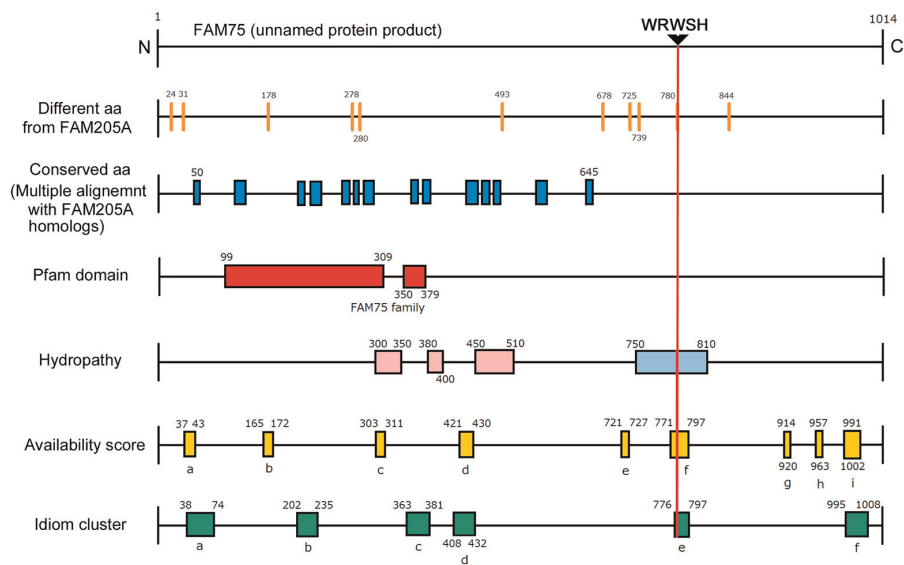 1
FAM75 (unnamed protein product)
WRWSH
1014
N
C
Different aa
from FAM205A
24 31 178 278 280 493 678 725 739 780 844
Conserved aa
(Multiple alignemnt
with FAM205A
homologs)
50 645
Pfam domain
99 309 350 379
FAM75 family
Hydropathy
300 350 380 400 450 510 750 810
Availability score
37 43 165 172 303 311 421 430 721 727 771 797 914 957 991
920 963 1002
a b c d e f g h i
Idiom cluster
38 74 202 235 363 381 776 797 995 1008
408 432
a b c d e f